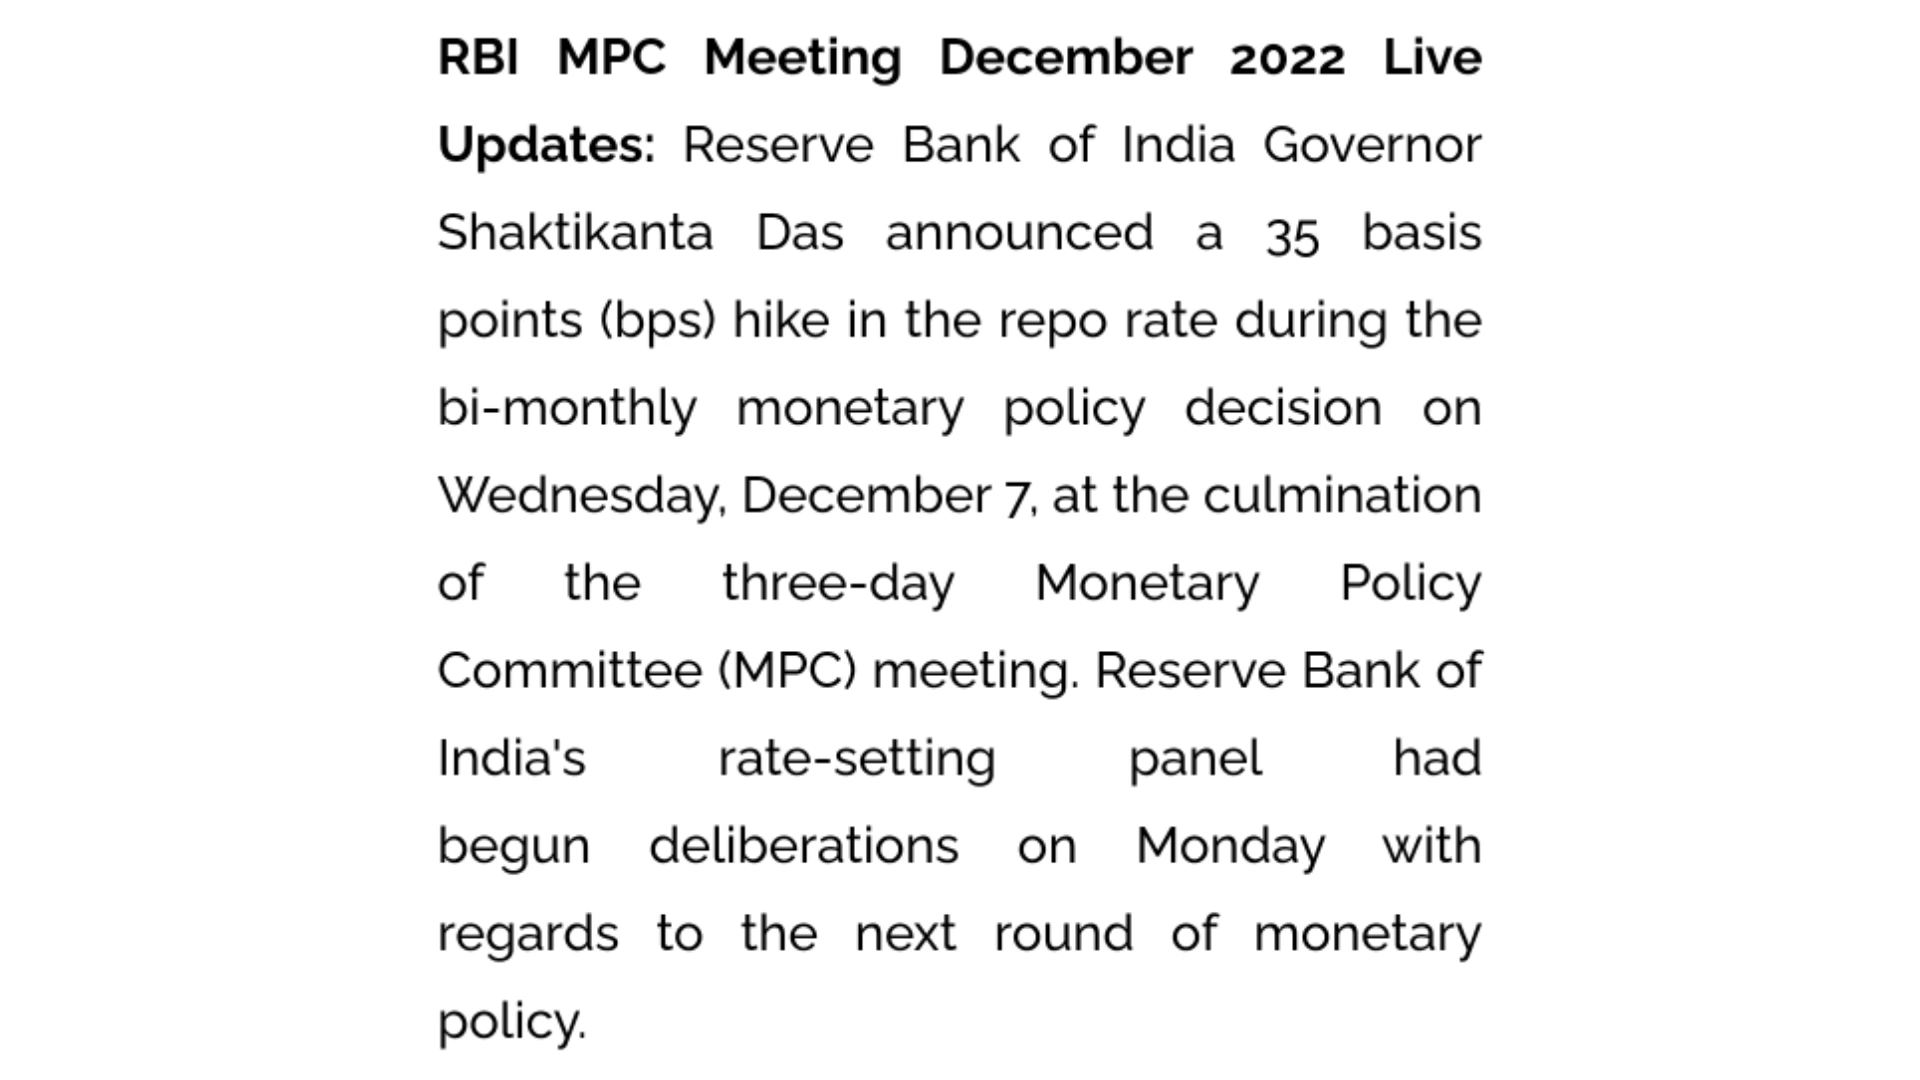 RBI MPC Meeting December 2022 Live
Updates: Reserve Bank of India Governor
Shaktikanta Das announced a 35 basis
points (bps) hike in the repo rate during the
bi-monthly monetary policy decision on
Wednesday, December 7, at the culmination
of the three-day Monetary Policy
Committee (MPC) meeting. Reserve Bank of
India's rate-setting panel had
begun deliberations on Monday with
regards to the next round of monetary
policy.